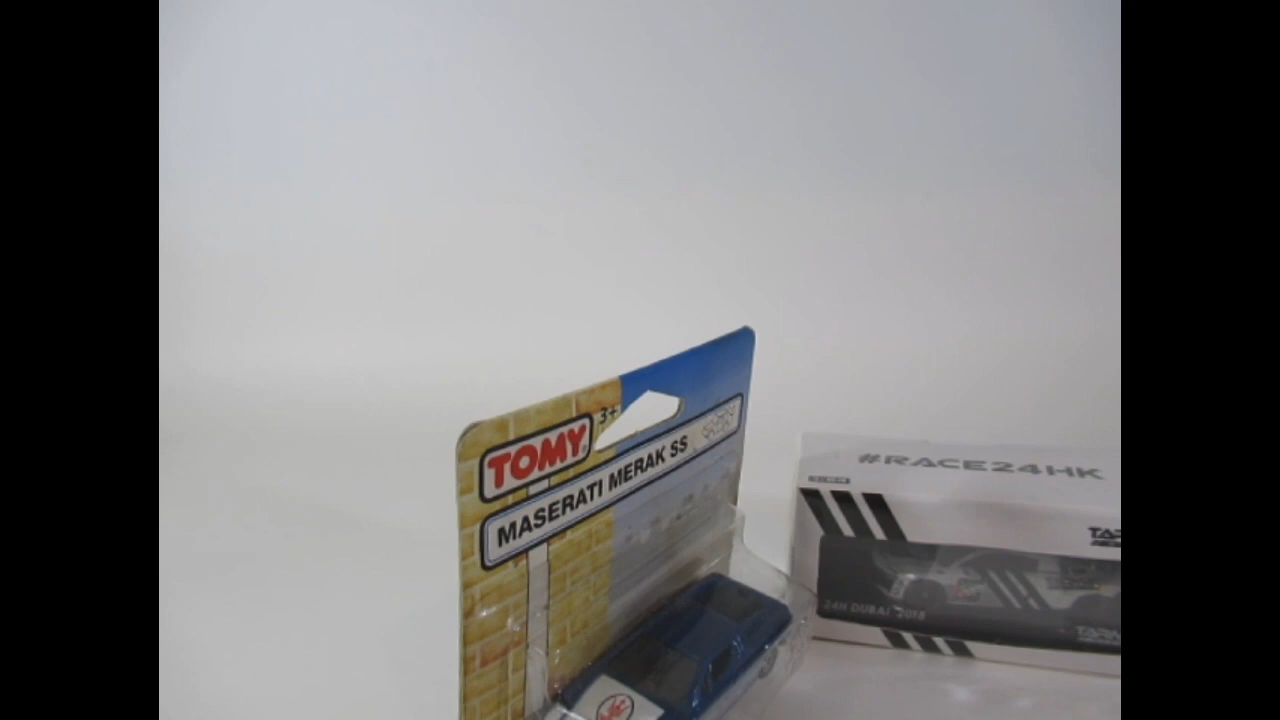 3+
TOMY
MASERATI MERAK SS
#RACE24HK
24H DUBAI 2018